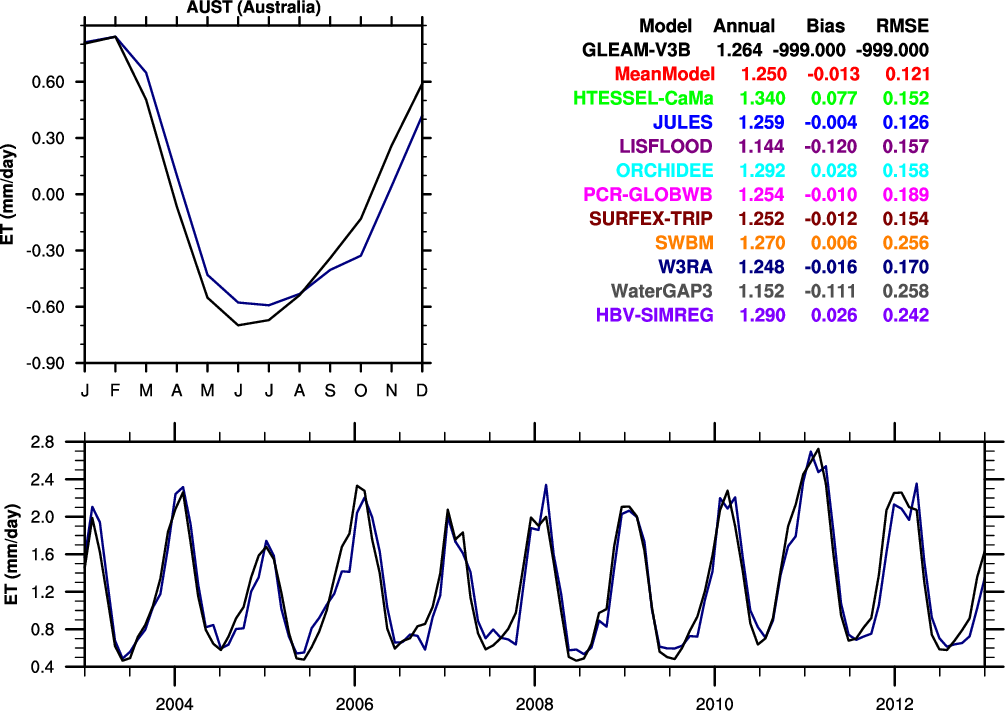 AUST (Australia)
Model Annual Bias RMSE
GLEAM-V3B 1.264 -999.000 -999.000
MeanModel 1.250 -0.013 0.121
HTESSEL-CaMa 1.340 0.077 0.152
JULES 1.259 -0.004 0.126
LISFLOOD 1.144 -0.120 0.157
ORCHIDEE 1.292 0.028 0.158
PCR-GLOBWB 1.254 -0.010 0.189
SURFEX-TRIP 1.252 -0.012 0.154
SWBM 1.270 0.006 0.256
W3RA 1.248 -0.016 0.170
WaterGAP3 1.152 -0.111 0.258
HBV-SIMREG 1.290 0.026 0.242
ET (mm/day)
0.60
0.30
0.00
-0.30
-0.60
-0.90
J F M A M J J A S O N D
ET (mm/day)
2.8
2.4
2.0
1.6
1.2
0.8
0.4
2004 2006 2008 2010 2012